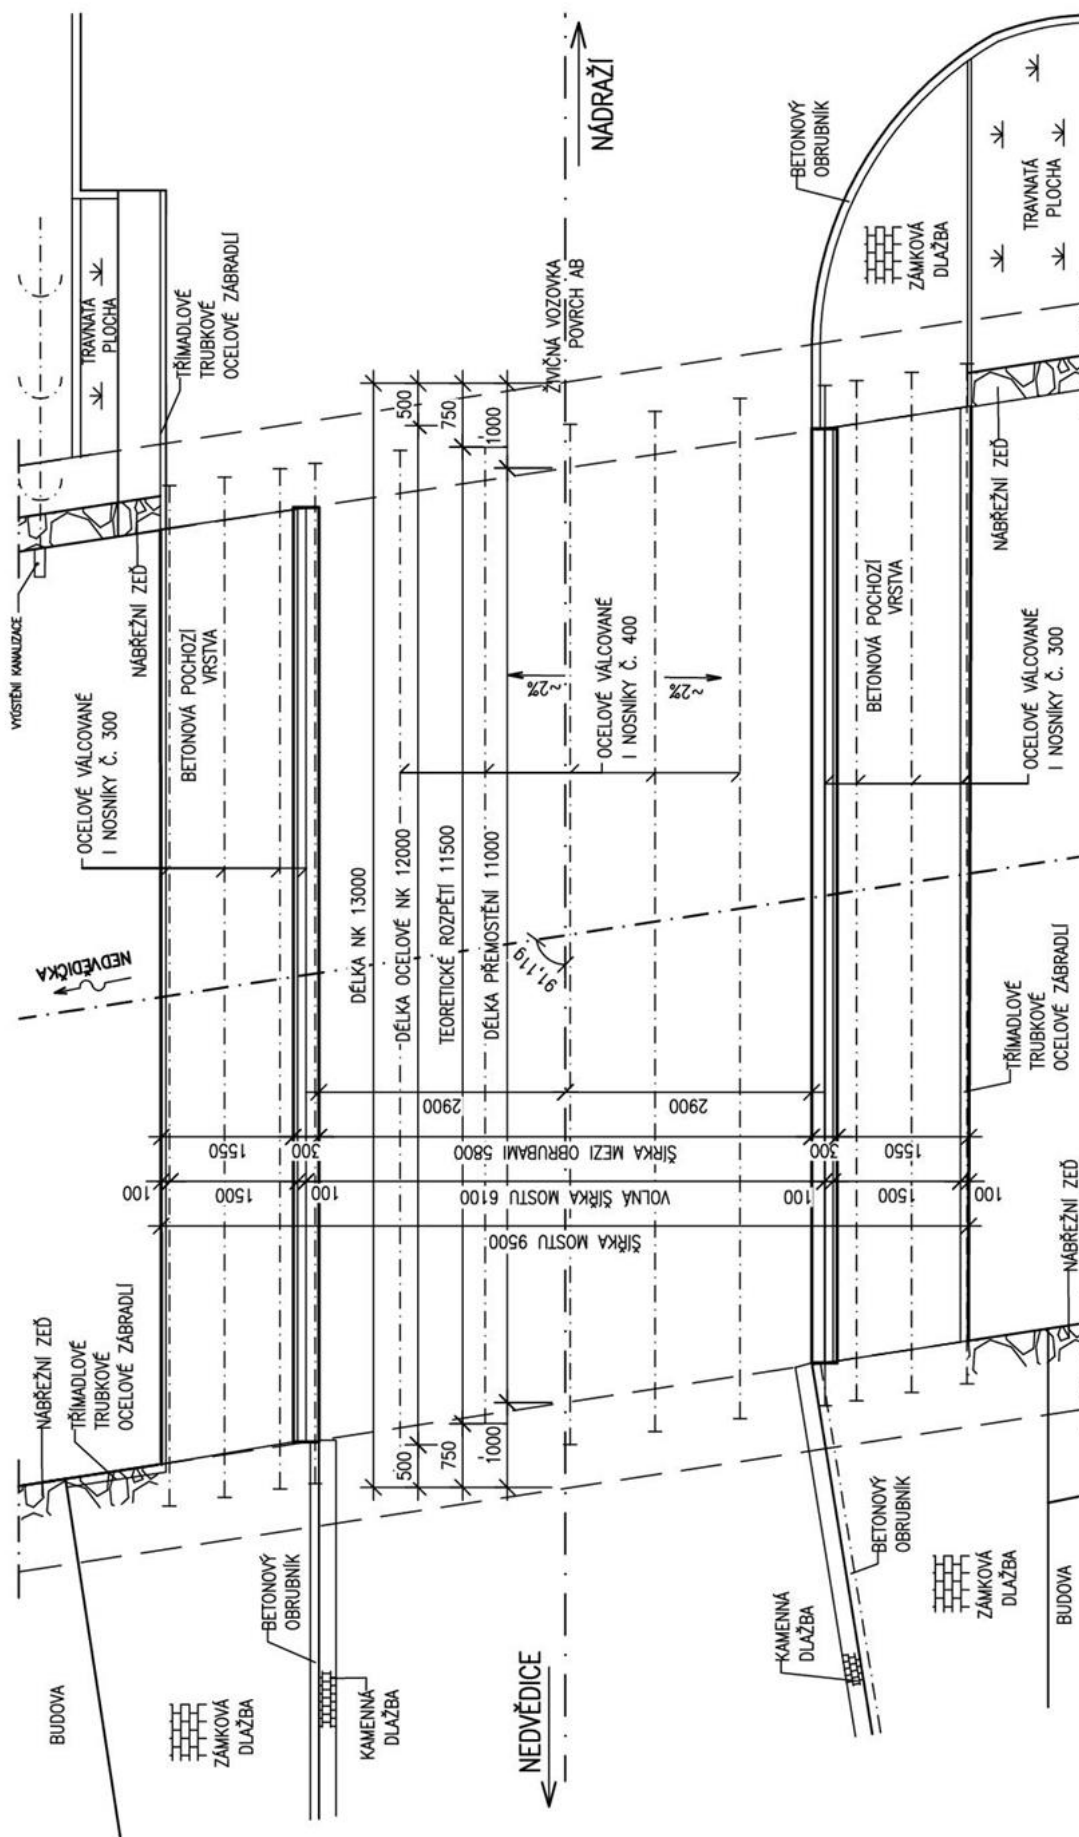 VYÚSTĚNÍ KANALIZACE
TRAVNATÁ
PLOCHA
NÁBŘEŽNÍ ZEĎ
TŘÍMADLOVÉ
TRUBKOVÉ
OCELOVÉ ZÁBRADLÍ
OCELOVÉ VÁLCOVANÉ
I NOSNÍKY Č. 300
BETONOVÁ POCHOZÍ
VRSTVA
NEDVĚDIČKA
NÁBŘEŽNÍ ZEĎ
TŘÍMADLOVÉ
TRUBKOVÉ
OCELOVÉ ZÁBRADLÍ
BUDOVA
ZÁMKOVÁ
DLAŽBA
BETONOVÝ
OBRUBNÍK
KAMENNÁ
DLAŽBA
DÉLKA NK 13000
500
DÉLKA OCELOVÉ NK 12000
500
750
TEORETICKÉ ROZPĚTÍ 11500
750
1000
DÉLKA PŘEMOSTĚNÍ 11000
1000
91,11g
~2%
~2%
OCELOVÉ VÁLCOVANÉ
I NOSNÍKY Č. 400
ŽIVIČNÁ VOZOVKA
POVRCH AB
NÁDRAŽÍ
NEDVĚDICE
2900
2900
1550
300
ŠÍŘKA MEZI OBRUBAMI 5800
300
1550
100
1500
100
VOLNÁ ŠÍŘKA MOSTU 6100
100
1500
100
ŠÍŘKA MOSTU 9500
BETONOVÝ
OBRUBNÍK
ZÁMKOVÁ
DLAŽBA
TRAVNATÁ
PLOCHA
NÁBŘEŽNÍ ZEĎ
BETONOVÁ POCHOZÍ
VRSTVA
OCELOVÉ VÁLCOVANÉ
I NOSNÍKY Č. 300
TŘÍMADLOVÉ
TRUBKOVÉ
OCELOVÉ ZÁBRADLÍ
NÁBŘEŽNÍ ZEĎ
KAMENNÁ
DLAŽBA
BETONOVÝ
OBRUBNÍK
ZÁMKOVÁ
DLAŽBA
BUDOVA